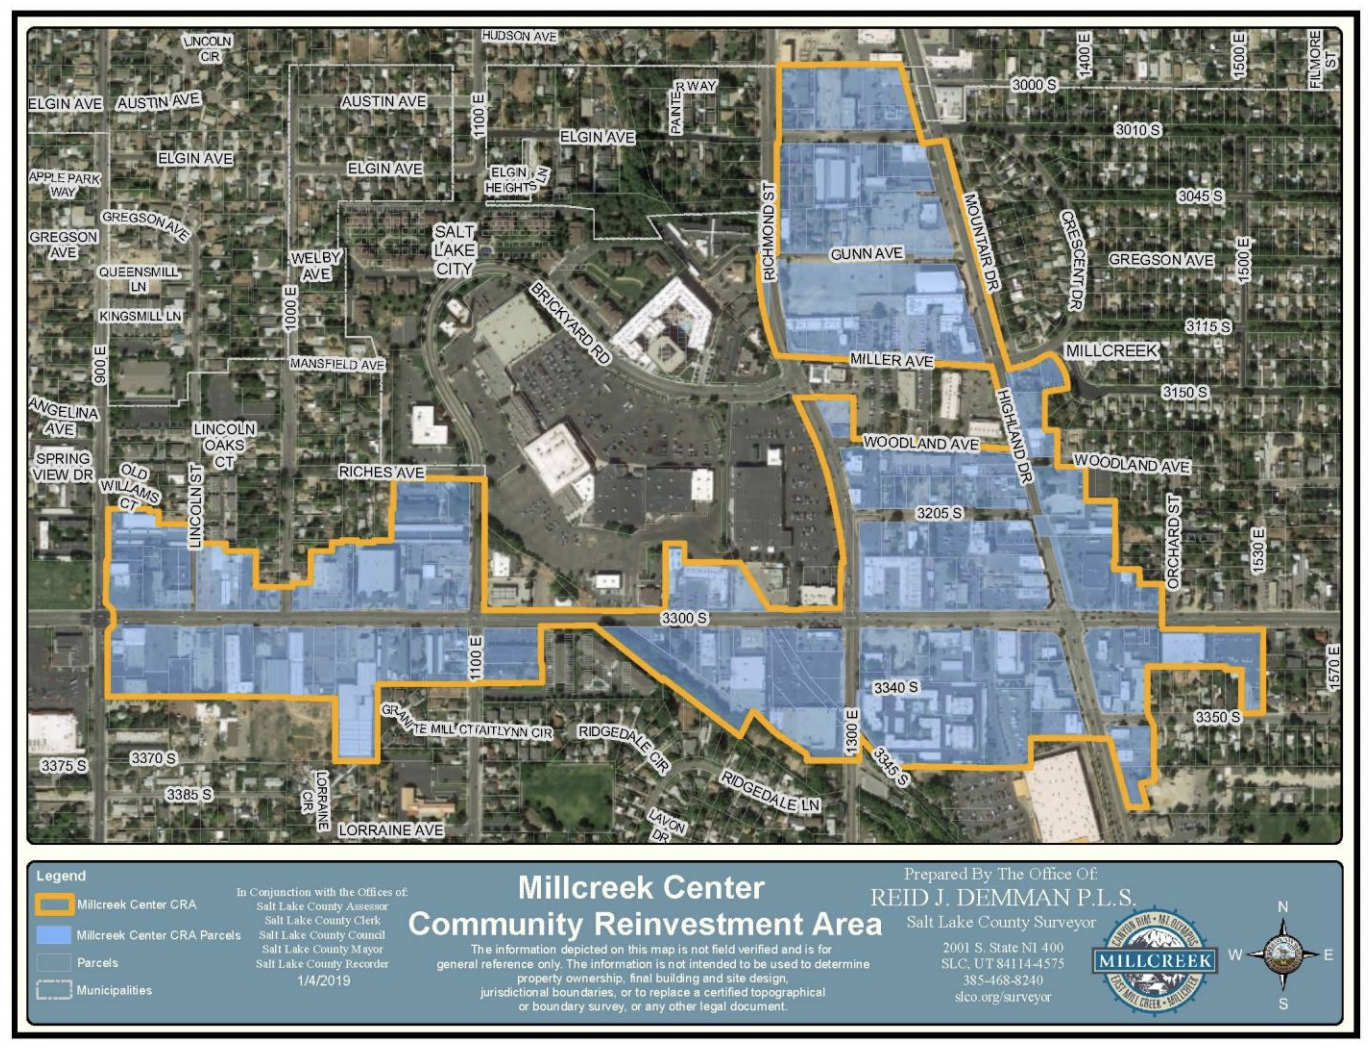 LINCOLN
CIR
HUDSON AVE
1400 E
1500 E
FILMORE
ST
ELGIN AVE
AUSTIN AVE
AUSTIN AVE
1100 E
PAINTE
R WAY
3000 S
ELGIN AVE
ELGIN AVE
ELGIN AVE
3010 S
APPLE PARK
WAY
ELGIN
HEIGHTS LN
RICHMOND ST
3045 S
GREGSON AVE
GREGSON
AVE
SALT
LAKE
CITY
MOUNTAIR DR
CRESCENT DR
WELBY
AVE
GUNN AVE
GREGSON AVE
1500 E
QUEENSMILL
LN
1000 E
BRICKYARD RD
KINGSMILL LN
3115 S
900 E
MANSFIELD AVE
MILLER AVE
MILLCREEK
3150 S
ANGELINA
AVE
LINCOLN
OAKS
CT
HIGHLAND DR
WOODLAND AVE
SPRING
VIEW DR
OLD
WILLAMS
CT
LINCOLN ST
RICHES AVE
WOODLAND AVE
3205 S
ORCHARD ST
1530 E
3300 S
1100 E
1570 E
3340 S
GRANITE MILL CT
KAITLYNN CIR
RIDGEDALE CIR
1300 E
3350 S
3375 S
3370 S
3345 S
3385 S
LORRAINE
CIR
RIDGEDALE LN
LORRAINE AVE
LAVON
DR
Legend
Millcreek Center CRA
Millcreek Center CRA Parcels
Parcels
Municipalities
In Conjunction with the Offices of:
Salt Lake County Assessor
Salt Lake County Clerk
Salt Lake County Council
Salt Lake County Mayor
Salt Lake County Recorder
1/4/2019
Millcreek Center
Community Reinvestment Area
The information depicted on this map is not field verified and is for
general reference only. The information is not intended to be used to determine
property ownership, final building and site design,
jurisdictional boundaries, or to replace a certified topographical
or boundary survey, or any other legal document.
Prepared By The Office Of:
REID J. DEMMAN P.L.S.
Salt Lake County Surveyor
2001 S. State N1 400
SLC, UT 84114-4575
385-468-8240
slco.org/surveyor
CANYON RIM • MT. OLYMPUS
MILLCREEK
EAST MILL CREEK • MILLCREEK
N
W
E
S